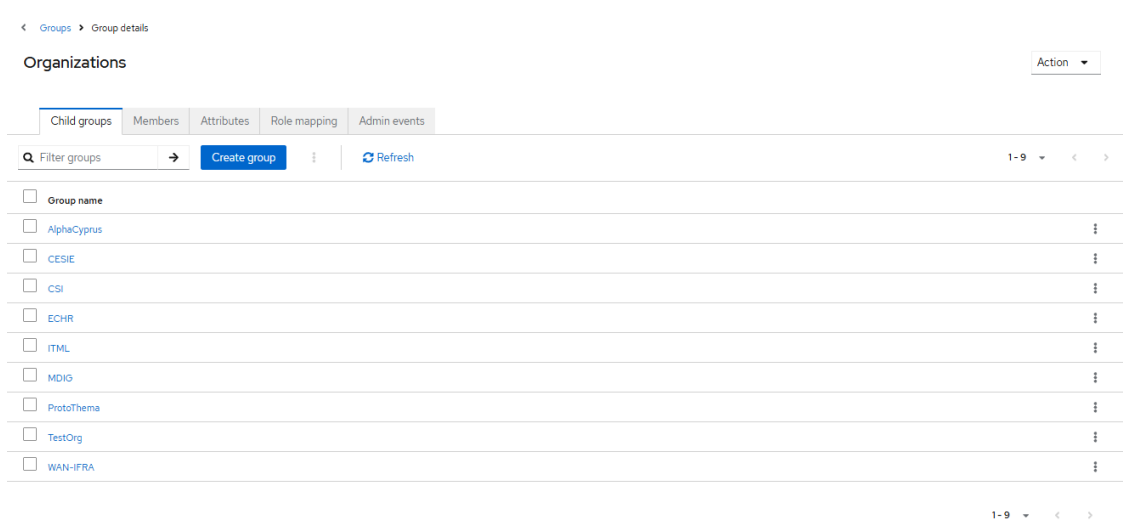 Groups Group details
Organizations
Action
Child groups Members Attributes Role mapping Admin events
Filter groups Create group Refresh 1-9
Group name
AlphaCyprus
CESIE
CSI
ECHR
ITML
MDIG
ProtoThema
TestOrg
WAN-IFRA
1-9